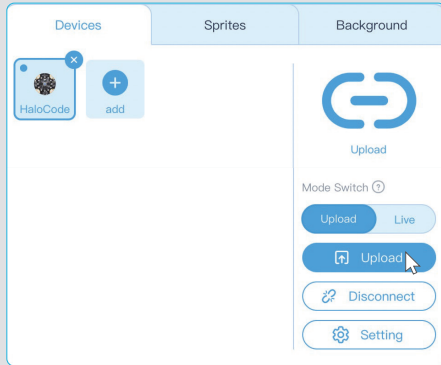 Devices
Sprites
Background
HaloCode
add
Upload
Mode Switch ?
Upload
Live
Upload
Disconnect
Setting